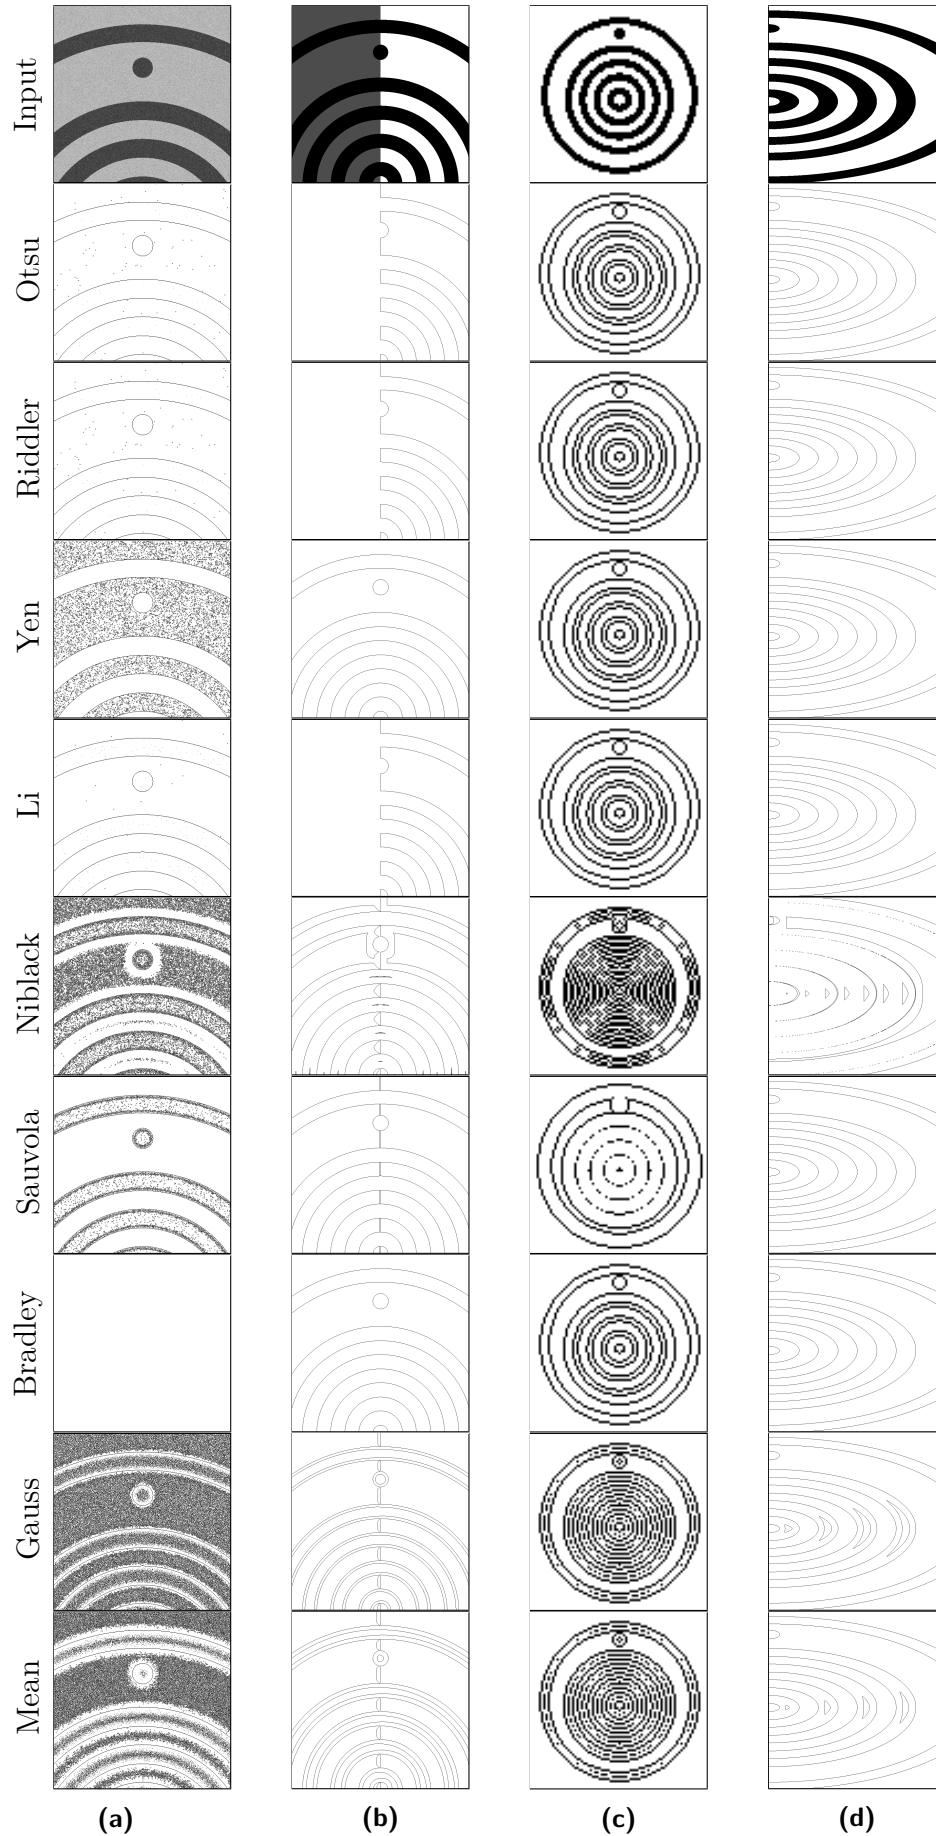 Input
Otsu
Riddler
Yen
Li
Niblack
Sauvola
Bradley
Gauss
Mean
(a) (b) (c) (d)